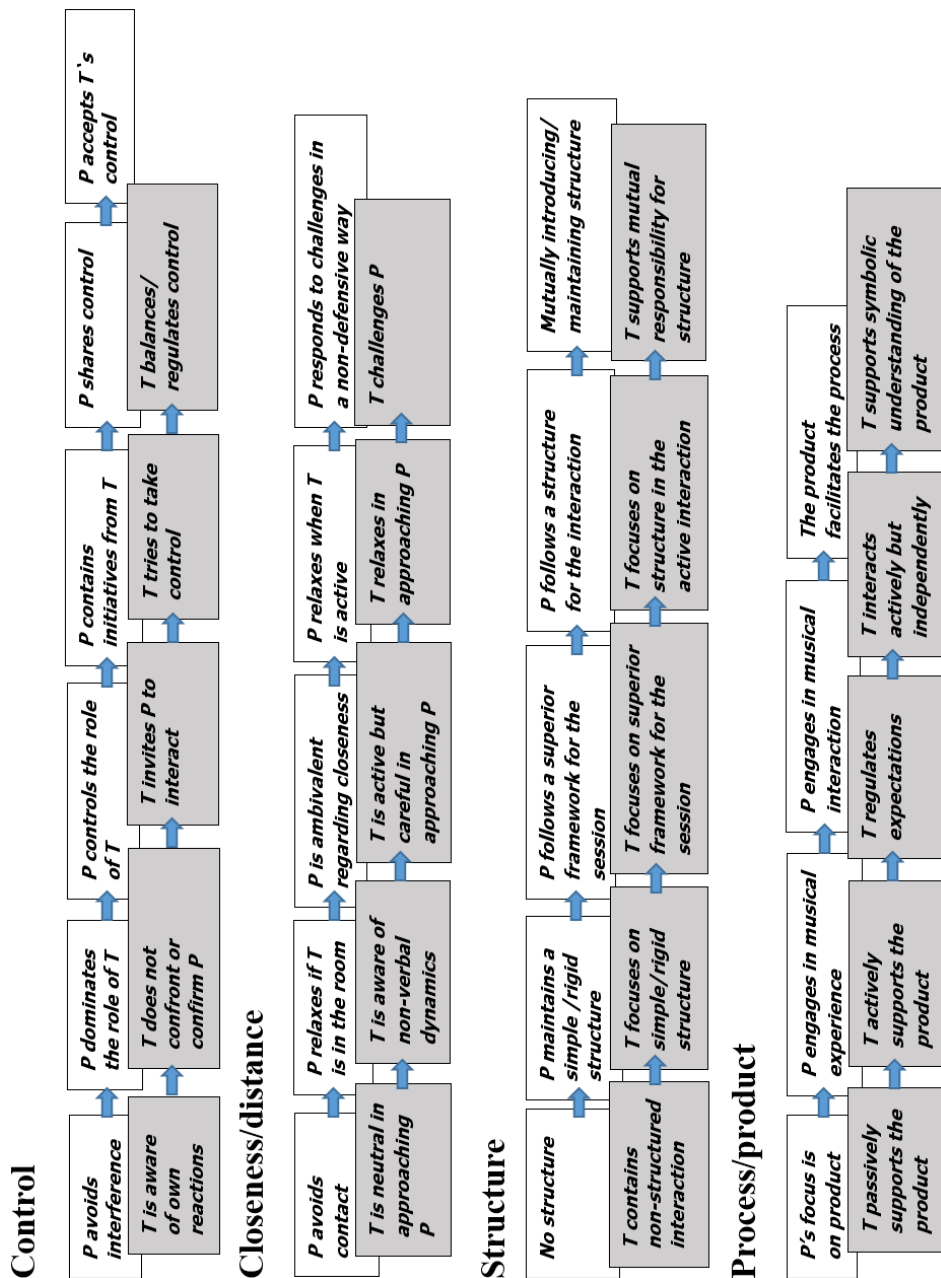 Control
P avoids
interference
P dominates
the role of T
P controls the role
of T
P contains
initiatives from T
P shares control
P accepts T`s
control
T is aware
of own
reactions
T does not
confront or
confirm P
T invites P to
interact
T tries to take
control
T balances/
regulates control
Closeness/distance
P avoids
contact
P relaxes if T
is in the room
P is ambivalent
regarding closeness
P relaxes when T
is active
P responds to challenges in
a non-defensive way
T is neutral in
approaching
P
T is aware of
non-verbal
dynamics
T is active but
careful in
approaching P
T relaxes in
approaching P
T challenges P
Structure
No structure
P maintains a
simple /rigid
structure
P follows a superior
framework for the
session
P follows a structure
for the interaction
Mutually introducing/
maintaining structure
T contains
non-structured
interaction
T focuses on
simple/rigid
structure
T focuses on superior
framework for the
session
T focuses on
structure in the
active interaction
T supports mutual
responsibility for
structure
Process/product
P's focus is
on product
P engages in musical
experience
P engages in musical
interaction
The product
facilitates the process
T passively
supports the
product
T actively
supports the
product
T regulates
expectations
T interacts
actively but
independently
T supports symbolic
understanding of the
product